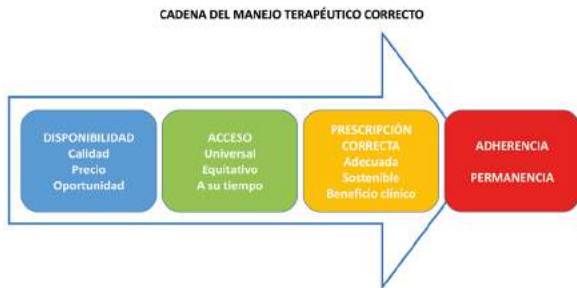 CADENA DEL MANEJO TERAPÉUTICO CORRECTO
DISPONIBILIDAD
Calidad
Precio
Oportunidad
ACCESO
Universal
Equitativo
A su tiempo
PRESCRIPCIÓN
CORRECTA
Adecuada
Sostenible
Beneficio clínico
ADHERENCIA
PERMANENCIA